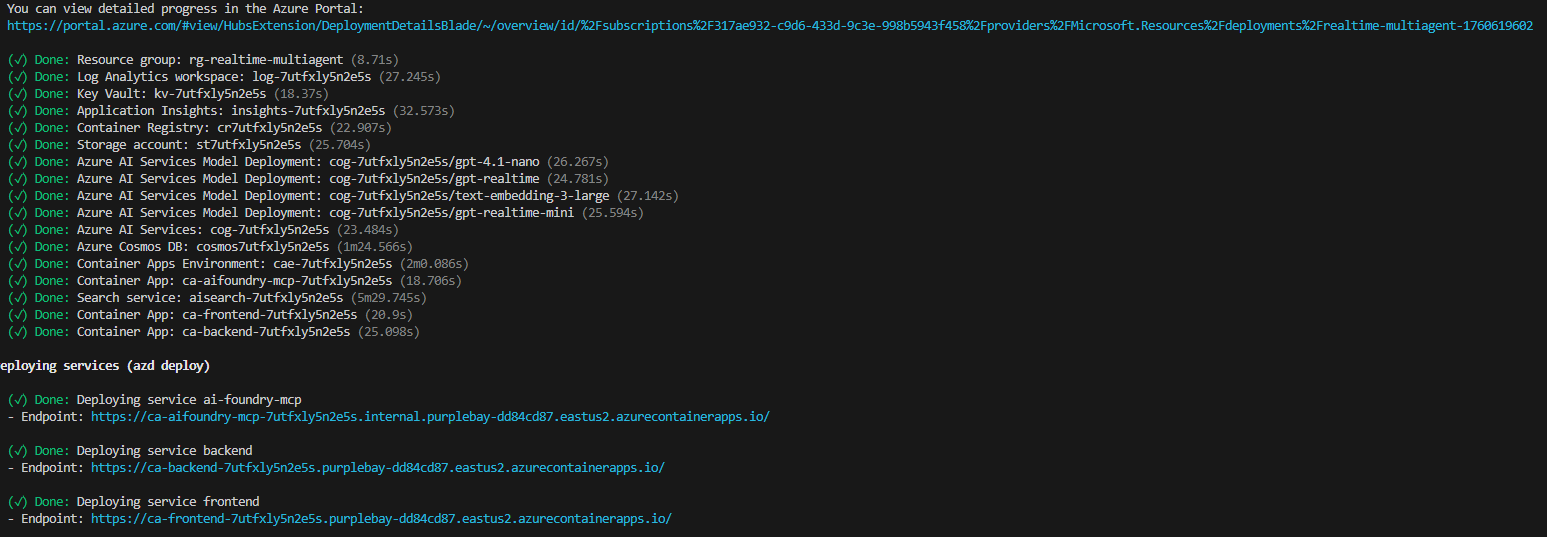 You can view detailed progress in the Azure Portal:
https://portal.azure.com/#view/HubsExtension/DeploymentDetailsBlade/~/overview/id/%2Fsubscriptions%2F317ae932-c9d6-433d-9c3e-998b5943f458%2Fproviders%2FMicrosoft.Resources%2Fdeployments%2Frealtime-multiagent-1760619602
(✓) Done: Resource group: rg-realtime-multiagent (8.71s)
(✓) Done: Log Analytics workspace: log-7utfxly5n2e5s (27.245s)
(✓) Done: Key Vault: kv-7utfxly5n2e5s (18.37s)
(✓) Done: Application Insights: insights-7utfxly5n2e5s (32.573s)
(✓) Done: Container Registry: cr7utfxly5n2e5s (22.907s)
(✓) Done: Storage account: st7utfxly5n2e5s (25.704s)
(✓) Done: Azure AI Services Model Deployment: cog-7utfxly5n2e5s/gpt-4.1-nano (26.267s)
(✓) Done: Azure AI Services Model Deployment: cog-7utfxly5n2e5s/gpt-realtime (24.781s)
(✓) Done: Azure AI Services Model Deployment: cog-7utfxly5n2e5s/text-embedding-3-large (27.142s)
(✓) Done: Azure AI Services Model Deployment: cog-7utfxly5n2e5s/gpt-realtime-mini (25.594s)
(✓) Done: Azure AI Services: cog-7utfxly5n2e5s (23.484s)
(✓) Done: Azure Cosmos DB: cosmos7utfxly5n2e5s (1m24.566s)
(✓) Done: Container Apps Environment: cae-7utfxly5n2e5s (2m0.086s)
(✓) Done: Container App: ca-aifoundry-mcp-7utfxly5n2e5s (18.706s)
(✓) Done: Search service: aisearch-7utfxly5n2e5s (5m29.745s)
(✓) Done: Container App: ca-frontend-7utfxly5n2e5s (20.9s)
(✓) Done: Container App: ca-backend-7utfxly5n2e5s (25.098s)
eploying services (azd deploy)
(✓) Done: Deploying service ai-foundry-mcp
- Endpoint: https://ca-aifoundry-mcp-7utfxly5n2e5s.internal.purplebay-dd84cd87.eastus2.azurecontainerapps.io/
(✓) Done: Deploying service backend
- Endpoint: https://ca-backend-7utfxly5n2e5s.purplebay-dd84cd87.eastus2.azurecontainerapps.io/
(✓) Done: Deploying service frontend
- Endpoint: https://ca-frontend-7utfxly5n2e5s.purplebay-dd84cd87.eastus2.azurecontainerapps.io/